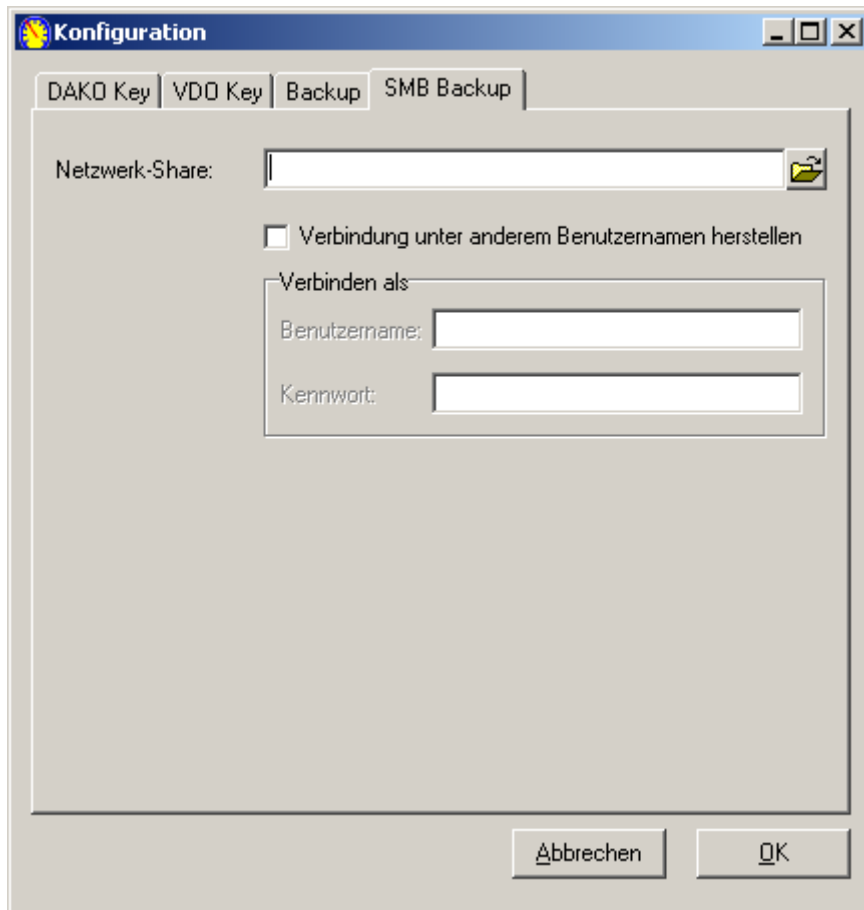 Konfiguration
DAKO Key VDO Key Backup SMB Backup
Netzwerk-Share:
Verbindung unter anderem Benutzernamen herstellen
Verbinden als
Benutzername:
Kennwort:
Abbrechen OK